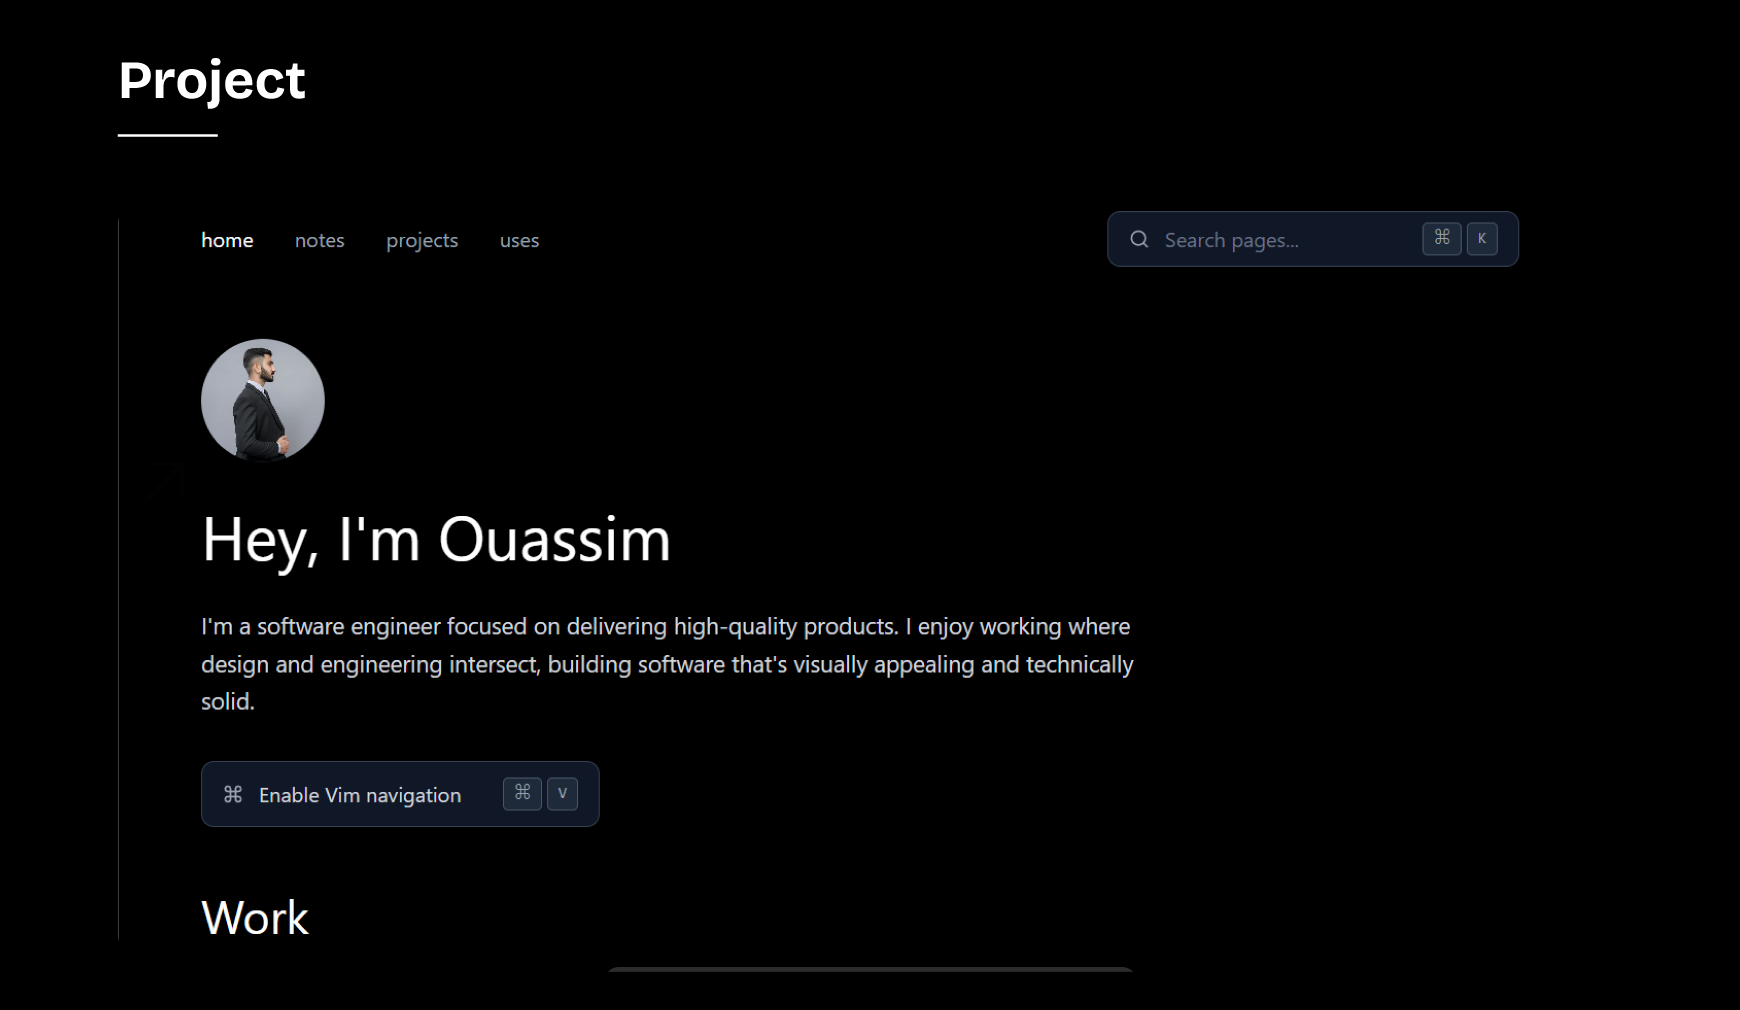 Project
home notes projects uses
Search pages... ⌘ K
Hey, I'm Ouassim
I'm a software engineer focused on delivering high-quality products. I enjoy working where
design and engineering intersect, building software that's visually appealing and technically
solid.
⌘ Enable Vim navigation ⌘ V
Work